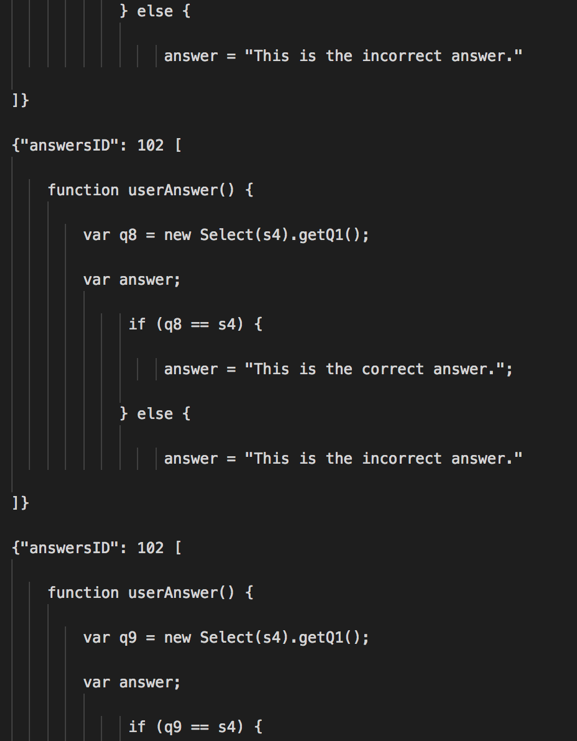 } else {
answer = "This is the incorrect answer."
]}
{"answersID": 102 [
function userAnswer() {
var q8 = new Select(s4).getQ1();
var answer;
if (q8 == s4) {
answer = "This is the correct answer.";
} else {
answer = "This is the incorrect answer."
]}
{"answersID": 102 [
function userAnswer() {
var q9 = new Select(s4).getQ1();
var answer;
if (q9 == s4) {